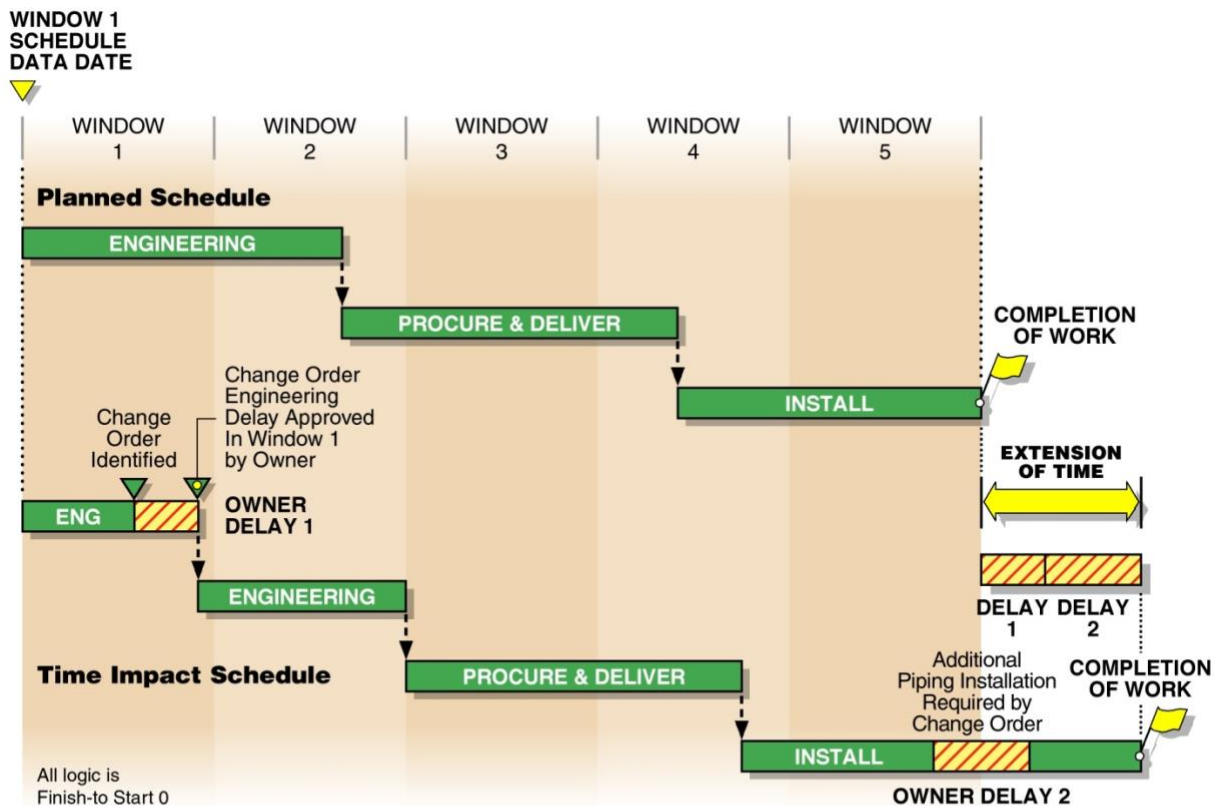 WINDOW 1
SCHEDULE
DATA DATE
WINDOW
1
WINDOW
2
WINDOW
3
WINDOW
4
WINDOW
5
Planned Schedule
ENGINEERING
PROCURE & DELIVER
COMPLETION
OF WORK
INSTALL
Change
Order
Identified
Change Order
Engineering
Delay Approved
In Window 1
by Owner
EXTENSION
OF TIME
ENG
OWNER
DELAY 1
ENGINEERING
DELAY
1
DELAY
2
Time Impact Schedule
PROCURE & DELIVER
Additional
Piping Installation
Required by
Change Order
COMPLETION
OF WORK
INSTALL
OWNER DELAY 2
All logic is
Finish-to Start 0